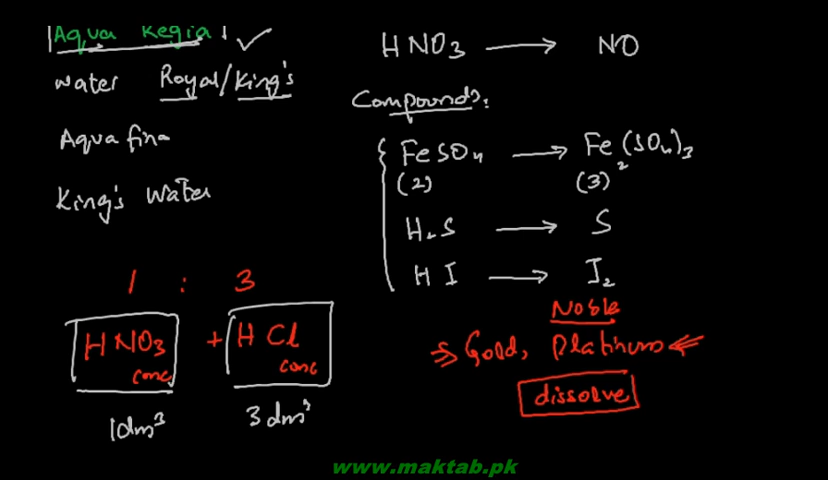 Aqua Regia
water Royal/King's
Aqua fina
King's Water
1 : 3
HNO3 conc + HCl conc
1dm3 3dm3
HNO3 → NO
Compounds:
FeSO4 → Fe2(SO4)3
(2) (3)
H2S → S
HI → I2
Noble
⇒ Gold, Platinum ⇐
dissolve
www.maktab.pk